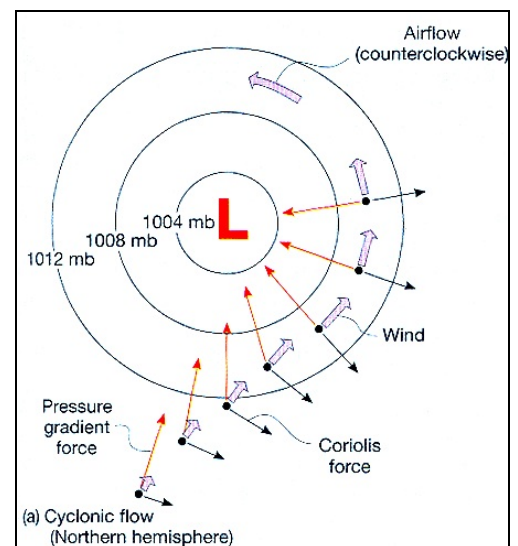 Airflow
(counterclockwise)
L
1004 mb
1008 mb
1012 mb
Wind
Pressure
gradient
force
Coriolis
force
(a) Cyclonic flow
(Northern hemisphere)